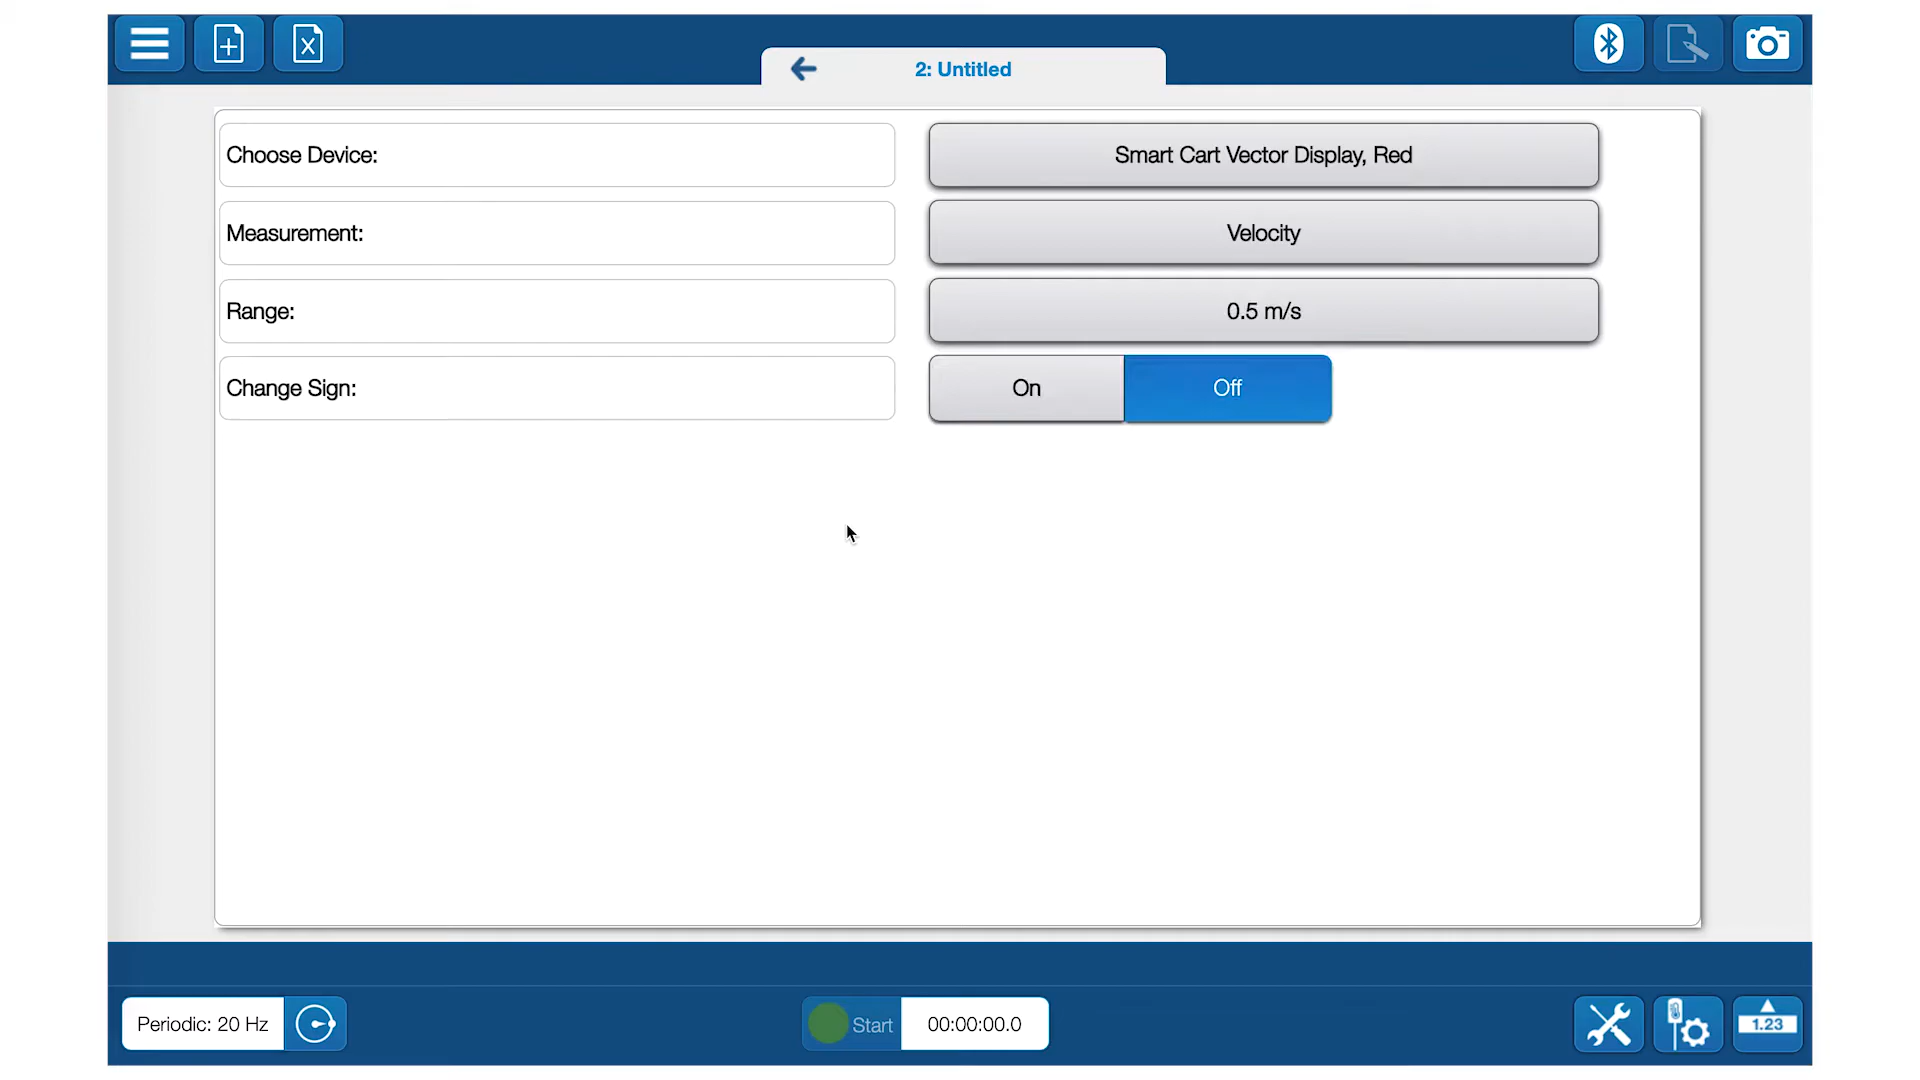 2: Untitled
Choose Device:
Smart Cart Vector Display, Red
Measurement:
Velocity
Range:
0.5 m/s
Change Sign:
On
Off
Periodic: 20 Hz
Start
00:00:00.0
1.23